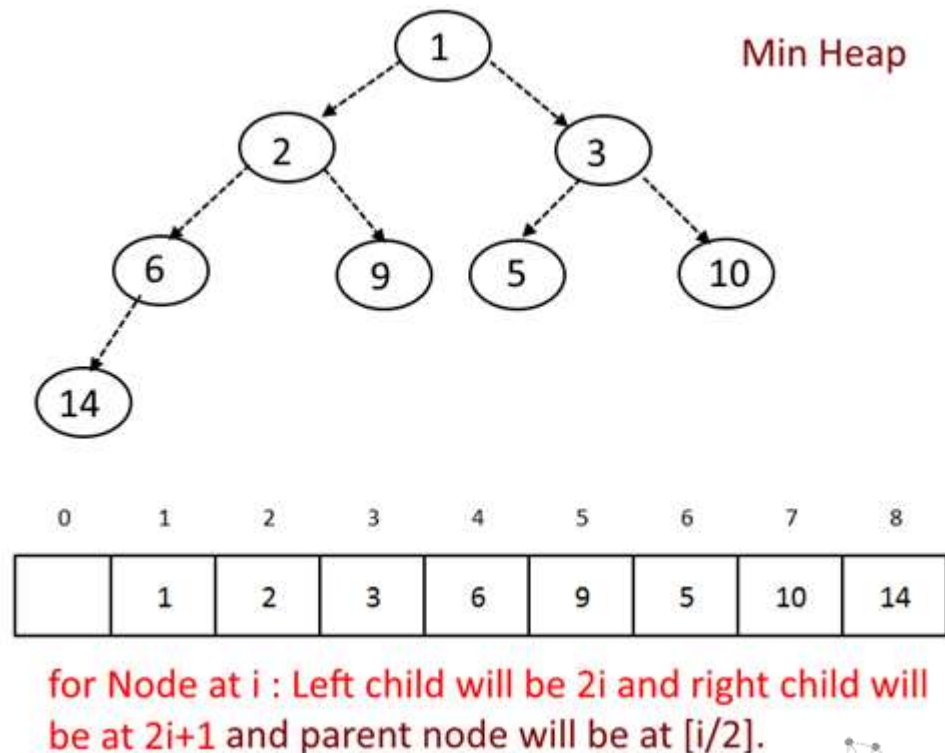 1
Min Heap
2
3
6
9
5
10
14
0 1 2 3 4 5 6 7 8
1 2 3 6 9 5 10 14
for Node at i : Left child will be 2i and right child will
be at 2i+1 and parent node will be at [i/2].